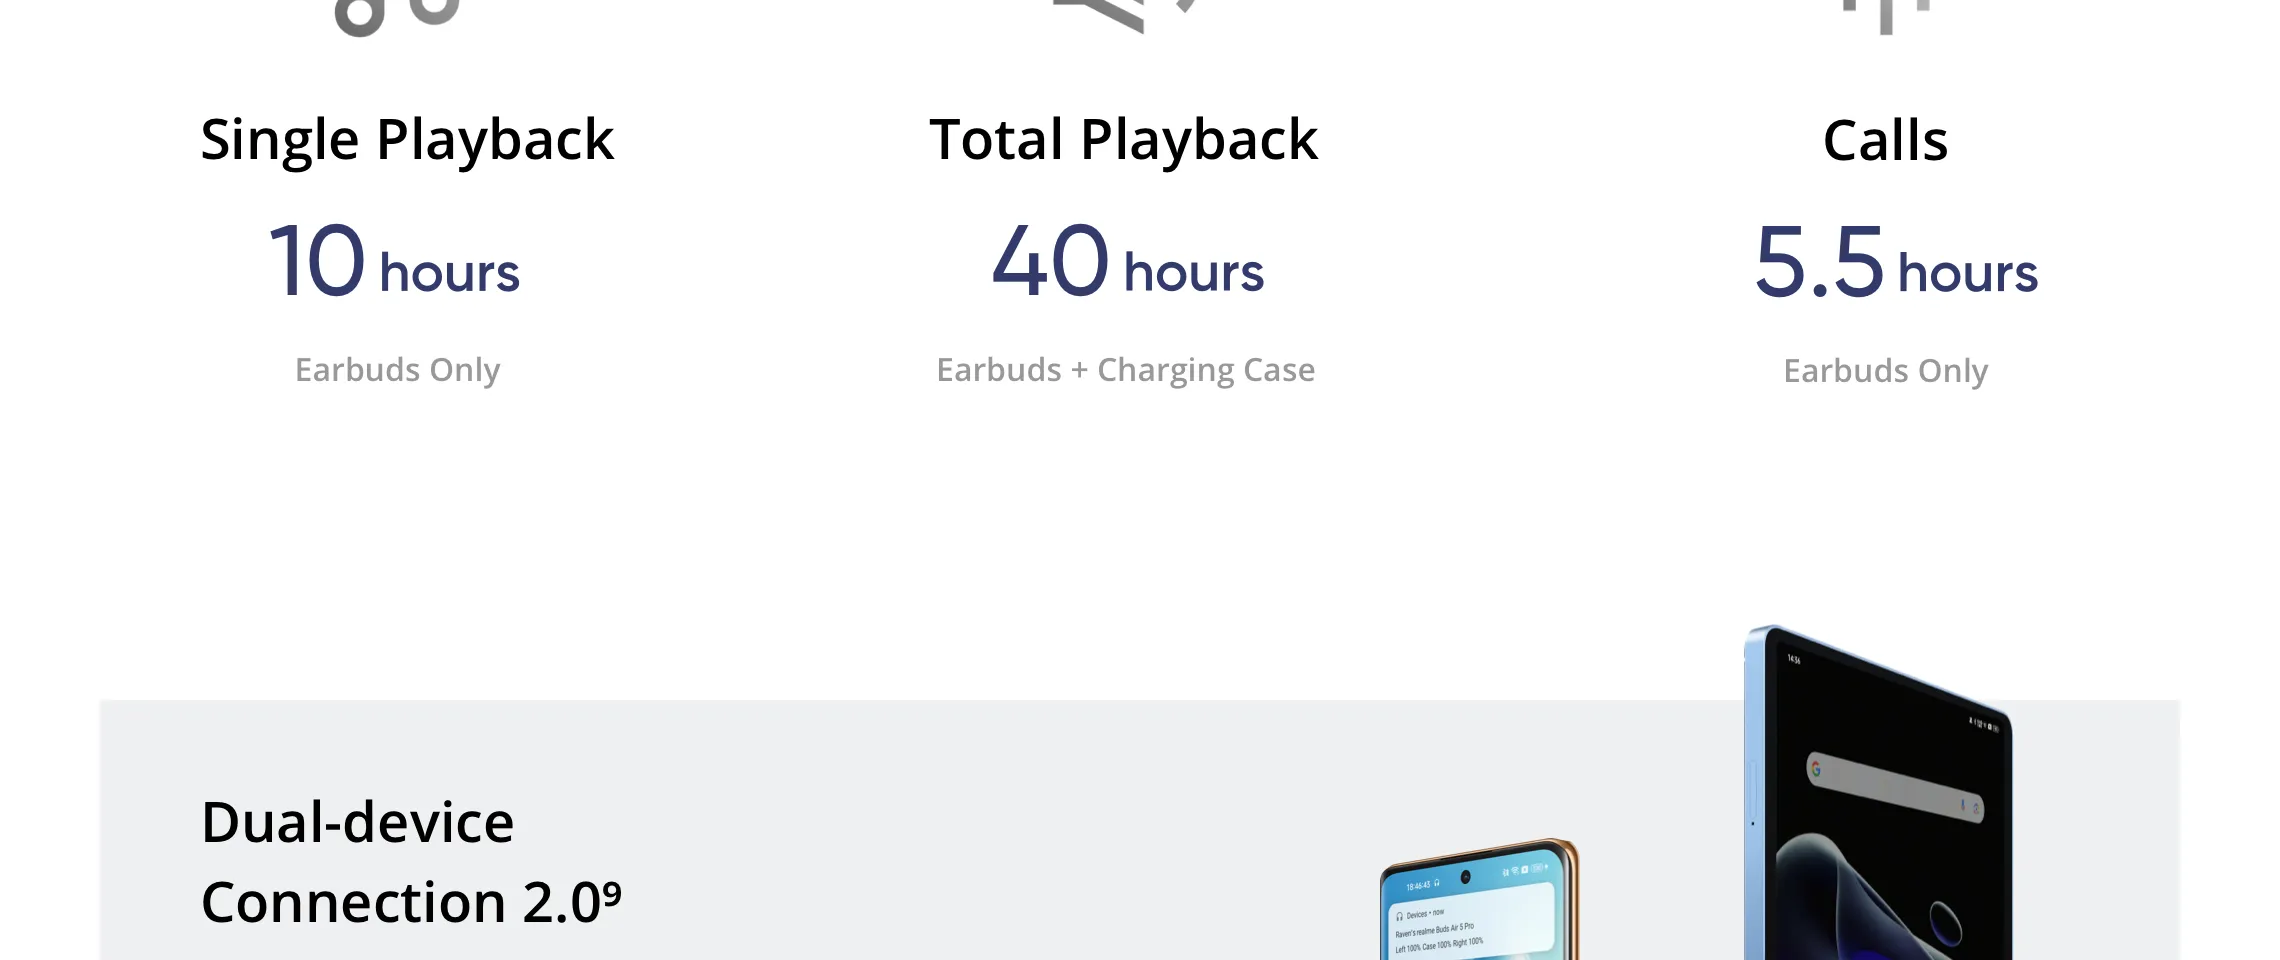 Single Playback
Total Playback
Calls
10 hours
40 hours
5.5 hours
Earbuds Only
Earbuds + Charging Case
Earbuds Only
14:36
Dual-device
Connection 2.0⁹
18:46:43
Devices • now
Raven's realme Buds Air 5 Pro
Left 100% Case 100% Right 100%